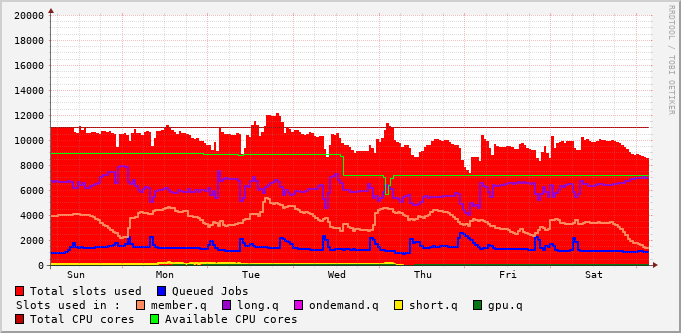 20000
18000
16000
14000
12000
10000
8000
6000
4000
2000
0
Sun Mon Tue Wed Thu Fri Sat
RRDTOOL / TOBI OETIKER
Total slots used Queued Jobs
Slots used in : member.q long.q ondemand.q short.q gpu.q
Total CPU cores Available CPU cores